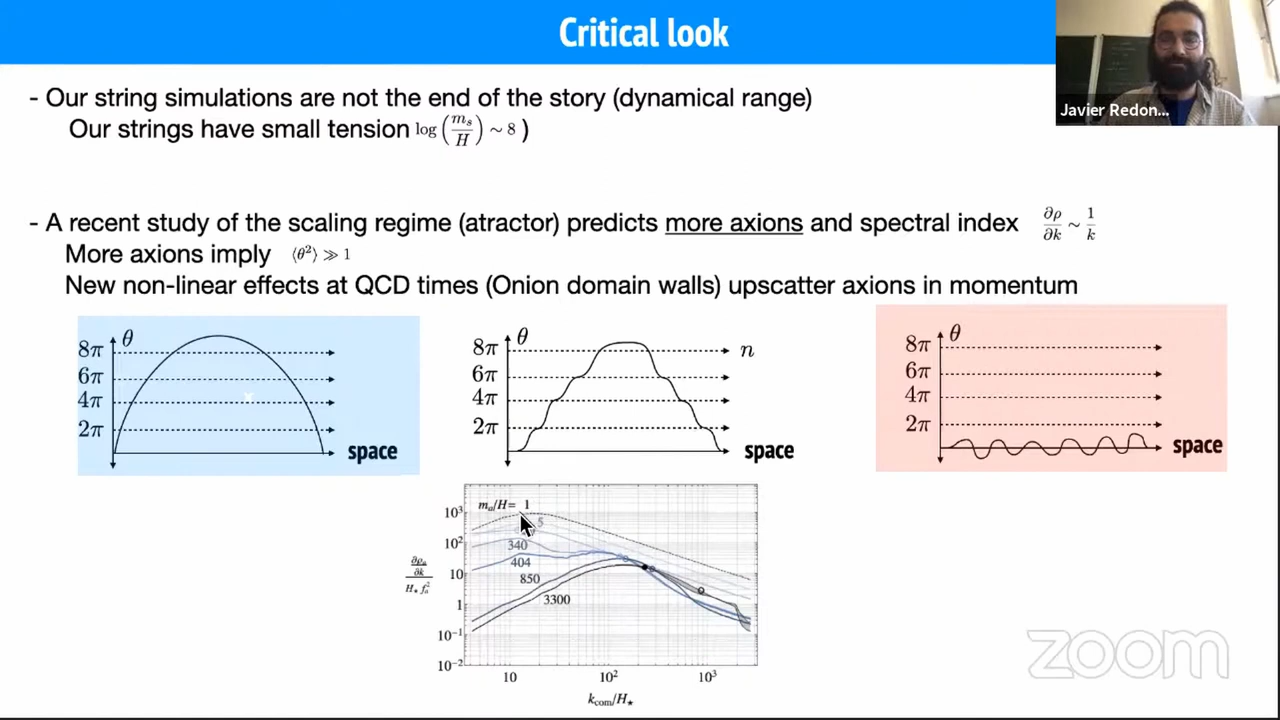 Critical look
Javier Redon...
- Our string simulations are not the end of the story (dynamical range)
Our strings have small tension log(m_s/H) ~ 8 )
- A recent study of the scaling regime (atractor) predicts more axions and spectral index ∂ρ/∂k ~ 1/k
More axions imply ⟨θ²⟩ ≫ 1
New non-linear effects at QCD times (Onion domain walls) upscatter axions in momentum
θ
8π
6π
4π
2π
space
θ
8π
6π
4π
2π
n
space
θ
8π
6π
4π
2π
space
m_a/H= 1
5
340
404
850
3300
10³
10²
10
1
10⁻¹
10⁻²
10
10²
10³
k_com/H⋆
zoom